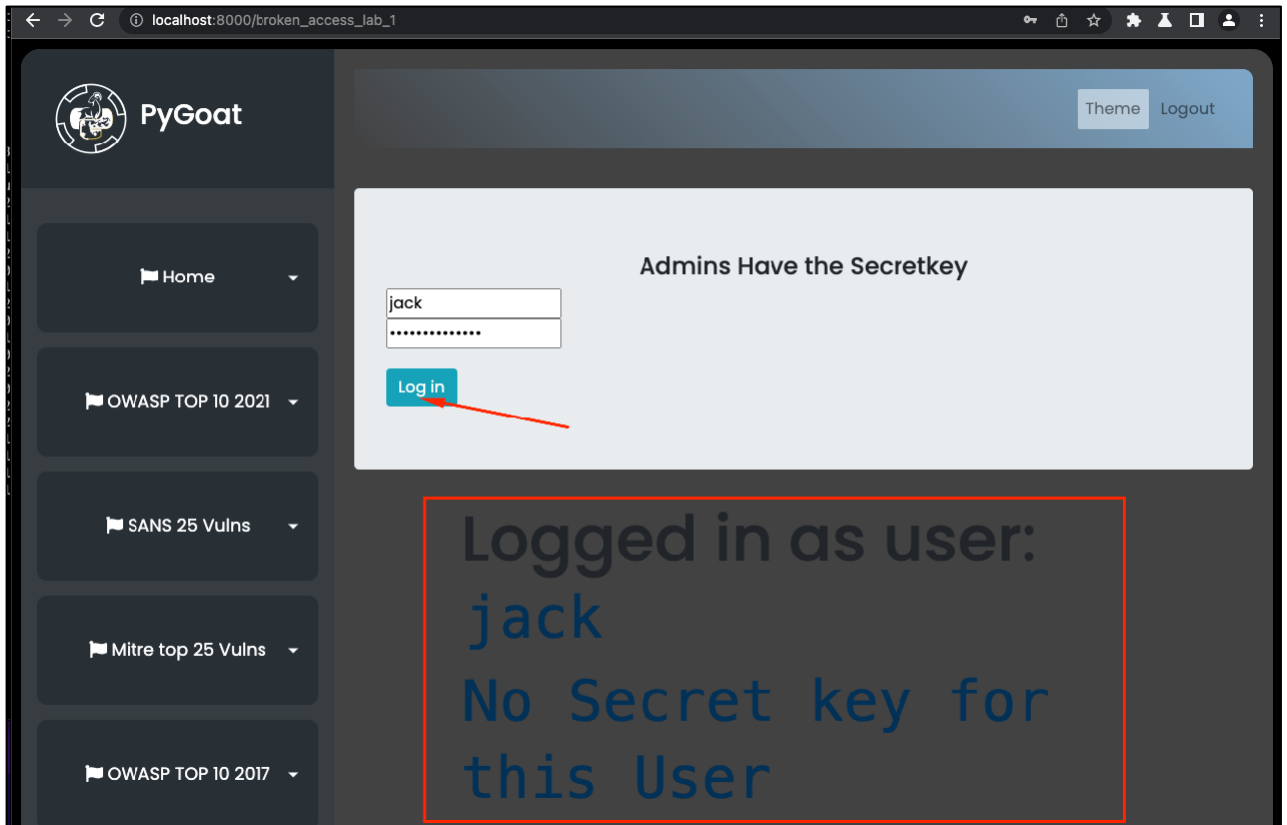 localhost:8000/broken_access_lab_1
PyGoat
Theme Logout
Home
OWASP TOP 10 2021
SANS 25 Vulns
Mitre top 25 Vulns
OWASP TOP 10 2017
Admins Have the Secretkey
jack
••••••••••••••
Log in
Logged in as user:
jack
No Secret key for
this User